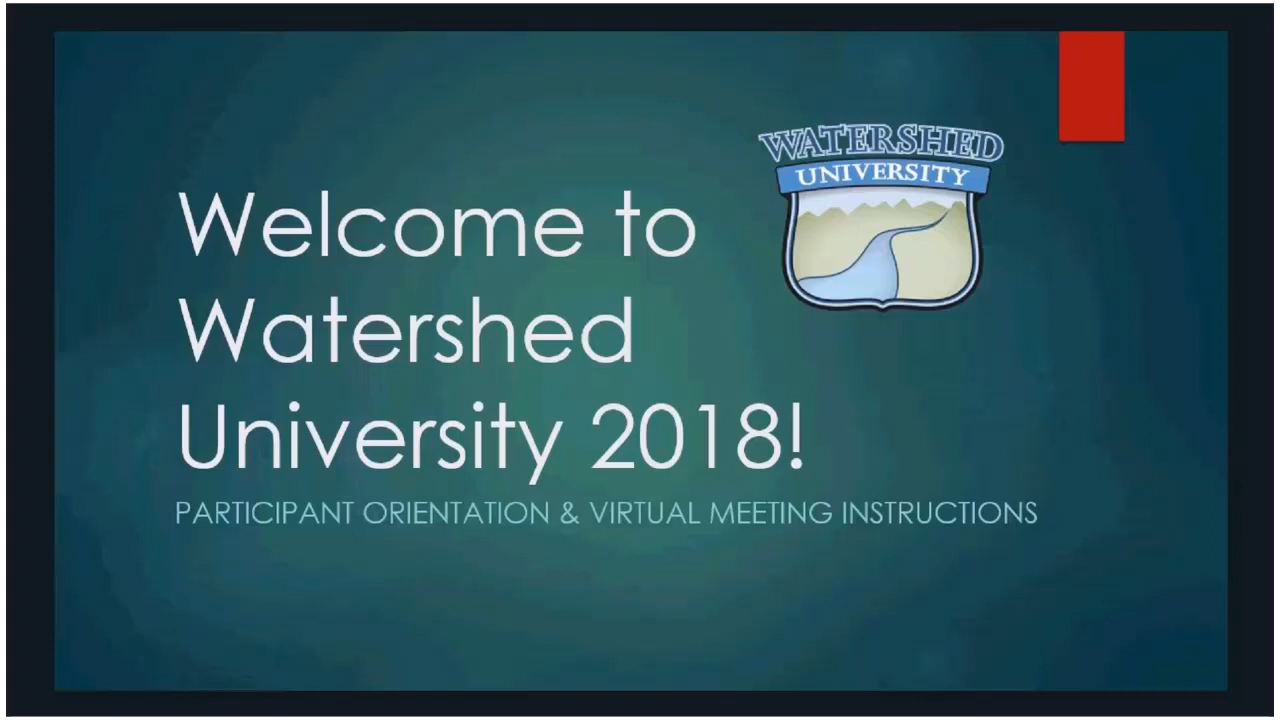 WATERSHED
UNIVERSITY
Welcome to
Watershed
University 2018!
PARTICIPANT ORIENTATION & VIRTUAL MEETING INSTRUCTIONS